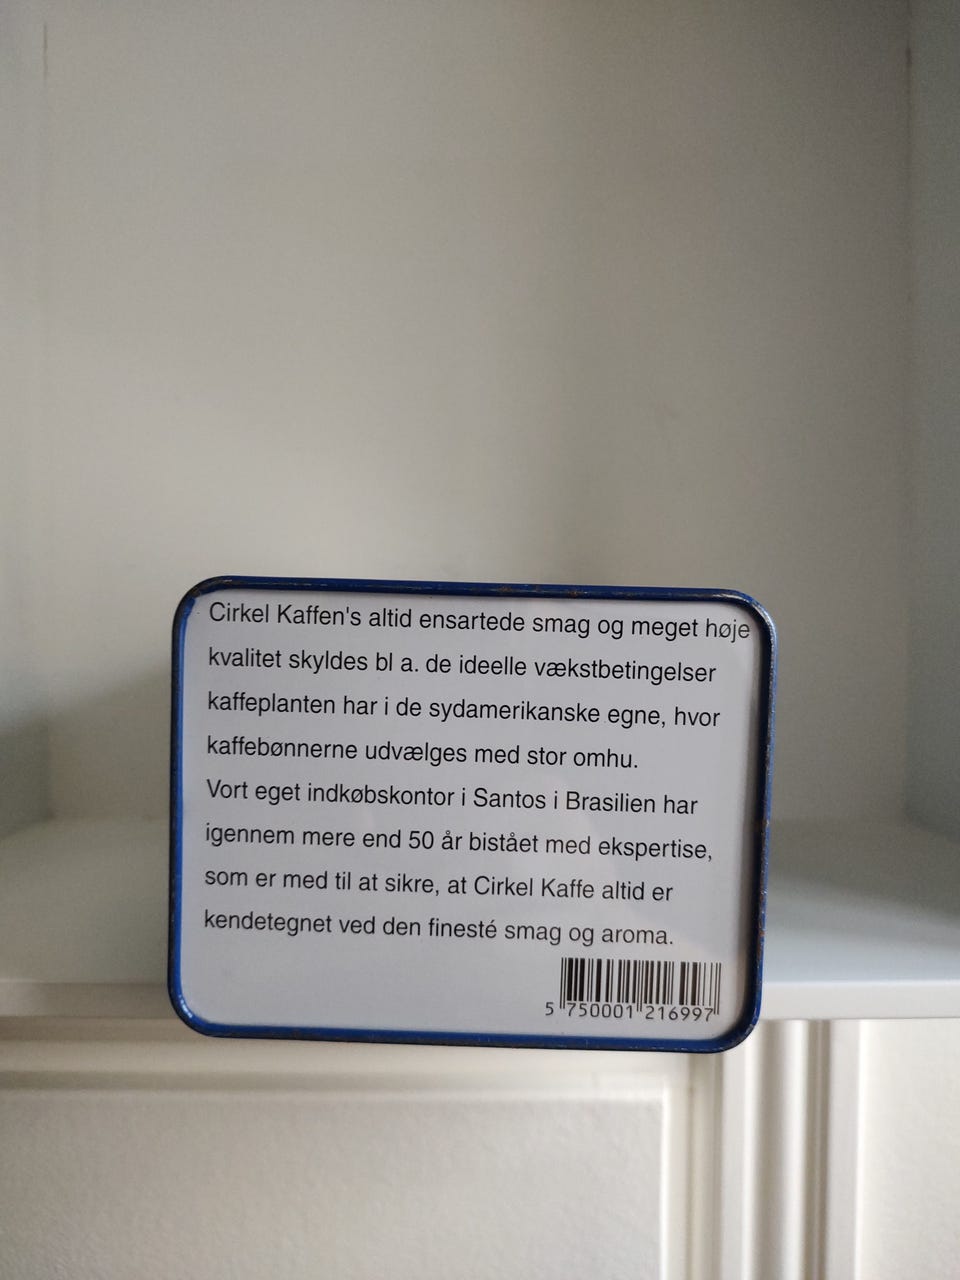 Cirkel Kaffen's altid ensartede smag og meget høje
kvalitet skyldes bl a. de ideelle vækstbetingelser
kaffeplanten har i de sydamerikanske egne, hvor
kaffebønnerne udvælges med stor omhu.
Vort eget indkøbskontor i Santos i Brasilien har
igennem mere end 50 år bistået med ekspertise,
som er med til at sikre, at Cirkel Kaffe altid er
kendetegnet ved den finesté smag og aroma.
5 750001 216997